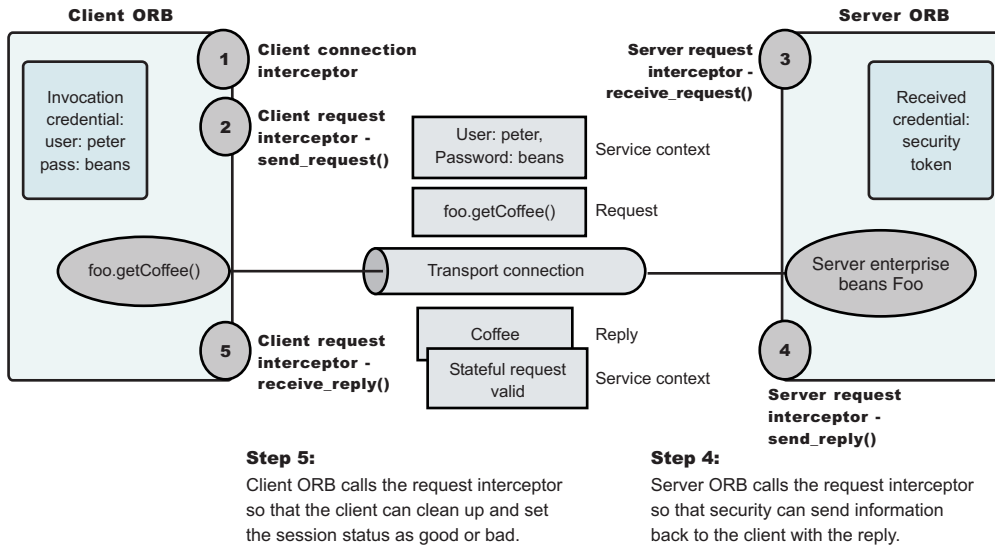 Client ORB
Server ORB
1
Client connection
interceptor
Invocation
credential:
user: peter
pass: beans
2
Client request
interceptor -
send_request()
User: peter,
Password: beans
Service context
foo.getCoffee()
Request
Server request
interceptor -
receive_request()
3
Received
credential:
security
token
foo.getCoffee()
Transport connection
Server enterprise
beans Foo
5
Client request
interceptor -
receive_reply()
Coffee
Reply
Stateful request
valid
Service context
4
Server request
interceptor -
send_reply()
Step 5:
Client ORB calls the request interceptor
so that the client can clean up and set
the session status as good or bad.
Step 4:
Server ORB calls the request interceptor
so that security can send information
back to the client with the reply.